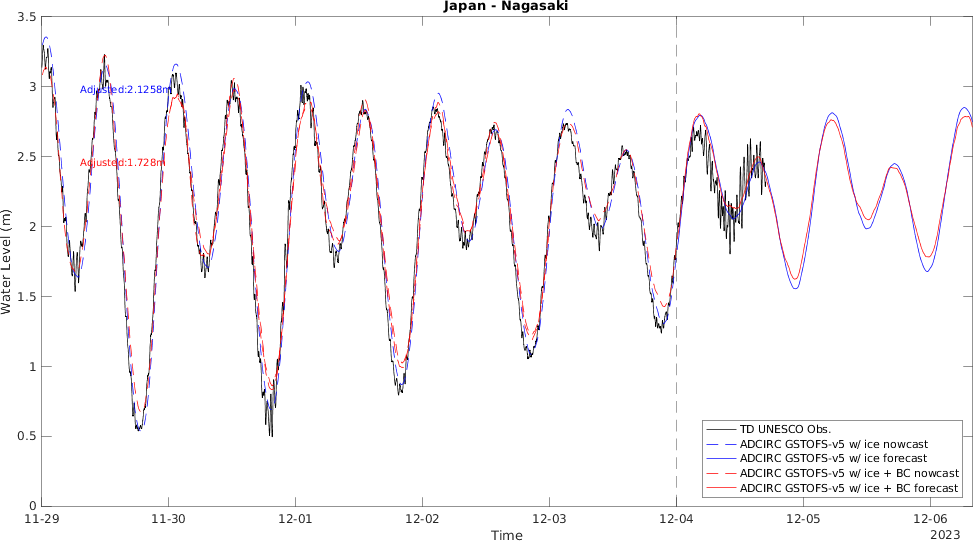 Japan - Nagasaki
3.5
3
2.5
2
1.5
1
0.5
0
Water Level (m)
Adjusted:2.1258m
Adjusted:1.728m
TD UNESCO Obs.
ADCIRC GSTOFS-v5 w/ ice nowcast
ADCIRC GSTOFS-v5 w/ ice forecast
ADCIRC GSTOFS-v5 w/ ice + BC nowcast
ADCIRC GSTOFS-v5 w/ ice + BC forecast
11-29 11-30 12-01 12-02 12-03 12-04 12-05 12-06
Time
2023